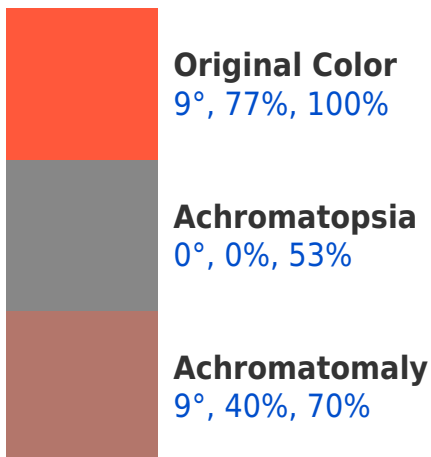 Original Color
9°, 77%, 100%
Achromatopsia
0°, 0%, 53%
Achromatomaly
9°, 40%, 70%